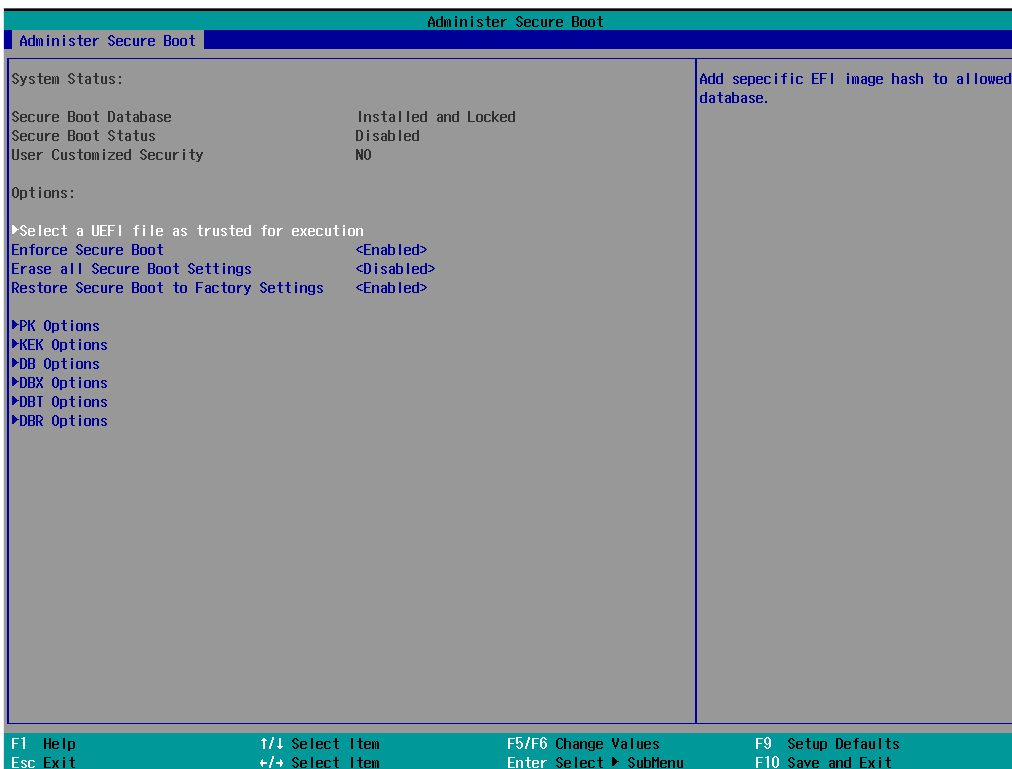 Administer Secure Boot
Administer Secure Boot
System Status:
Secure Boot Database Installed and Locked
Secure Boot Status Disabled
User Customized Security NO
Options:
▶Select a UEFI file as trusted for execution
Enforce Secure Boot <Enabled>
Erase all Secure Boot Settings <Disabled>
Restore Secure Boot to Factory Settings <Enabled>
▶PK Options
▶KEK Options
▶DB Options
▶DBX Options
▶DBT Options
▶DBR Options
Add sepecific EFI image hash to allowed
database.
F1 Help ↑/↓ Select Item F5/F6 Change Values F9 Setup Defaults
Esc Exit ←/→ Select Item Enter Select ▶ SubMenu F10 Save and Exit